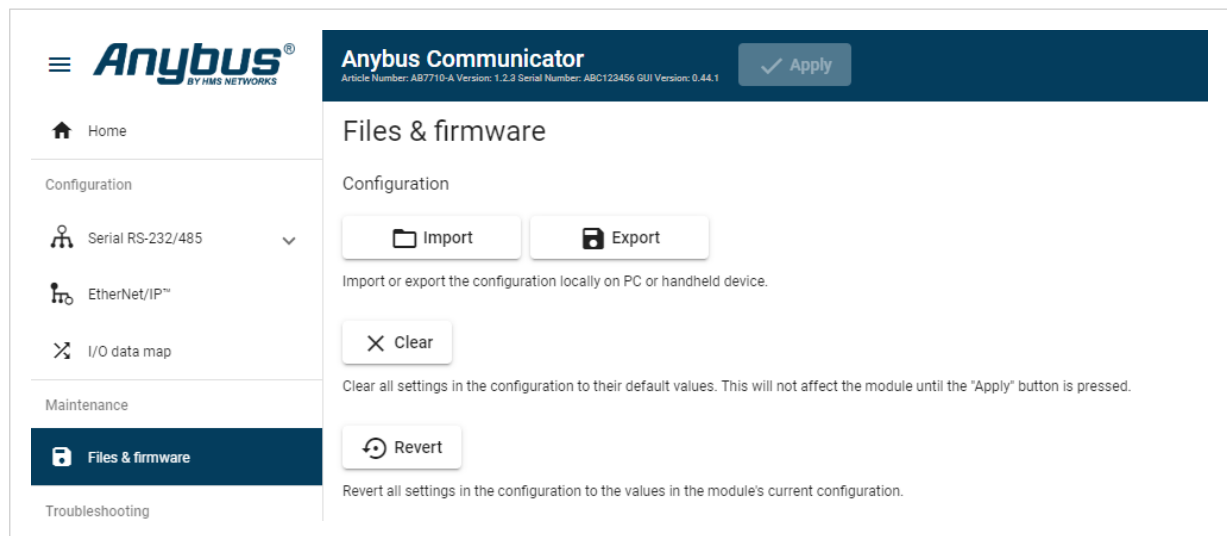 Anybus®
BY HMS NETWORKS
Anybus Communicator
Article Number: AB7710-A Version: 1.2.3 Serial Number: ABC123456 GUI Version: 0.44.1
Apply
Home
Configuration
Serial RS-232/485
EtherNet/IP™
I/O data map
Maintenance
Files & firmware
Troubleshooting
Files & firmware
Configuration
Import
Export
Import or export the configuration locally on PC or handheld device.
Clear
Clear all settings in the configuration to their default values. This will not affect the module until the "Apply" button is pressed.
Revert
Revert all settings in the configuration to the values in the module's current configuration.